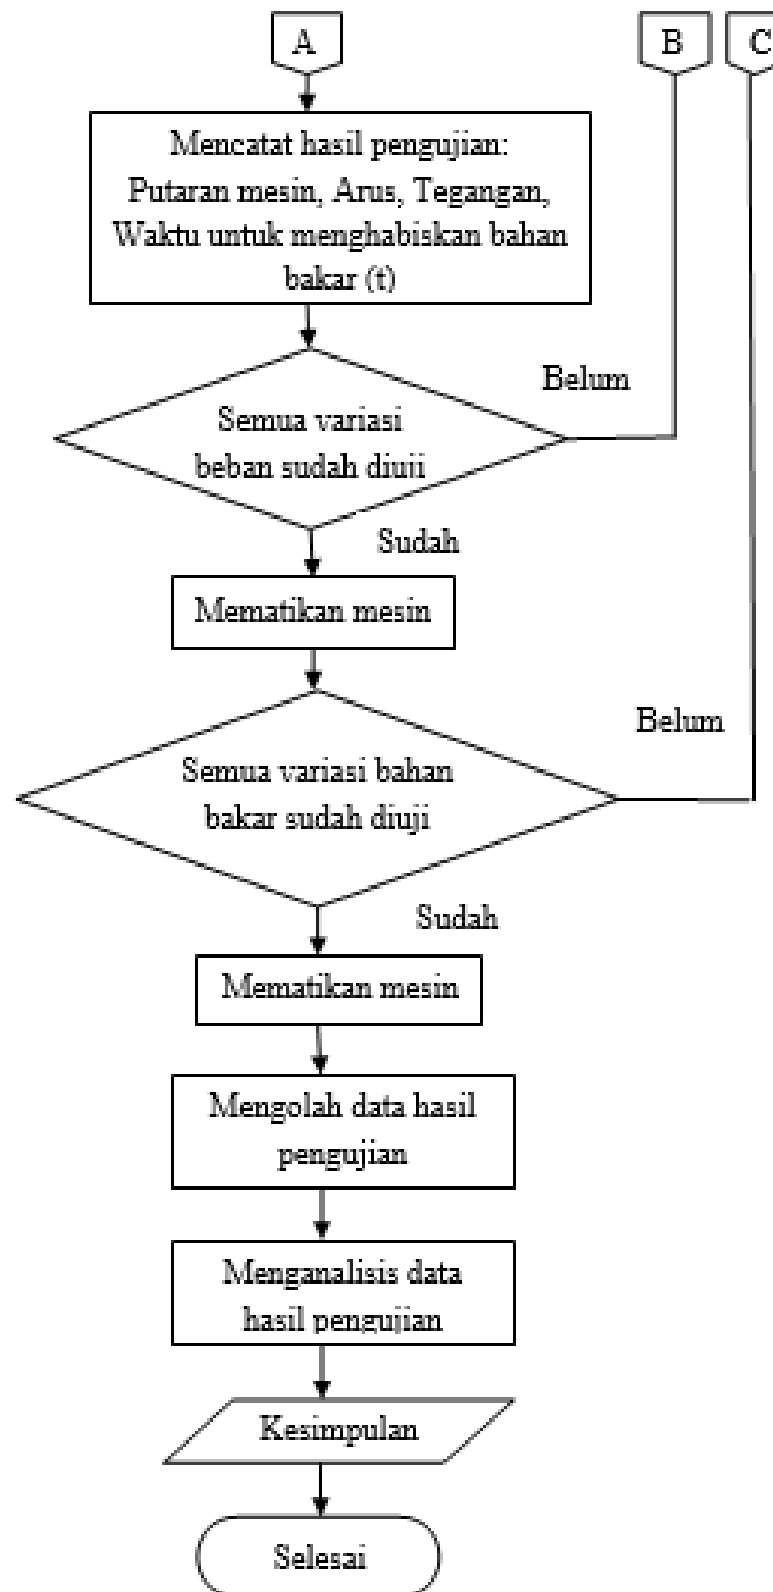 A
B
C
Mencatat hasil pengujian:
Putaran mesin, Arus, Tegangan,
Waktu untuk menghabiskan bahan
bakar (t)
Belum
Semua variasi
beban sudah diuji
Sudah
Mematikan mesin
Belum
Semua variasi bahan
bakar sudah diuji
Sudah
Mematikan mesin
Mengolah data hasil
pengujian
Menganalisis data
hasil pengujian
Kesimpulan
Selesai